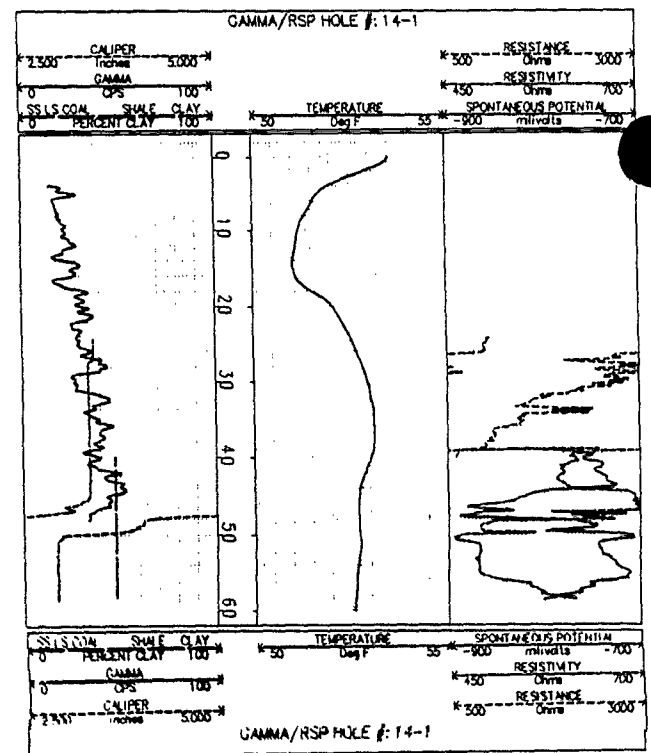 GAMMA/RSP HOLE #: 14-1
CALIPER
2.500 Inches 5.000
GAMMA
0 CPS 100
SS LS COAL SHALE CLAY
0 PERCENT CLAY 100
TEMPERATURE
50 Deg F 55
RESISTANCE
500 Ohms 3000
RESISTIVITY
450 Ohms 700
SPONTANEOUS POTENTIAL
-900 milivolts -700
0
10
20
30
40
50
60
SS LS COAL SHALE CLAY
0 PERCENT CLAY 100
GAMMA
0 CPS 100
CALIPER
Inches 5.000
TEMPERATURE
50 Deg F 55
SPONTANEOUS POTENTIAL
-900 milivolts -700
RESISTIVITY
450 Ohms 700
RESISTANCE
500 Ohms 3000
GAMMA/RSP HOLE #: 14-1